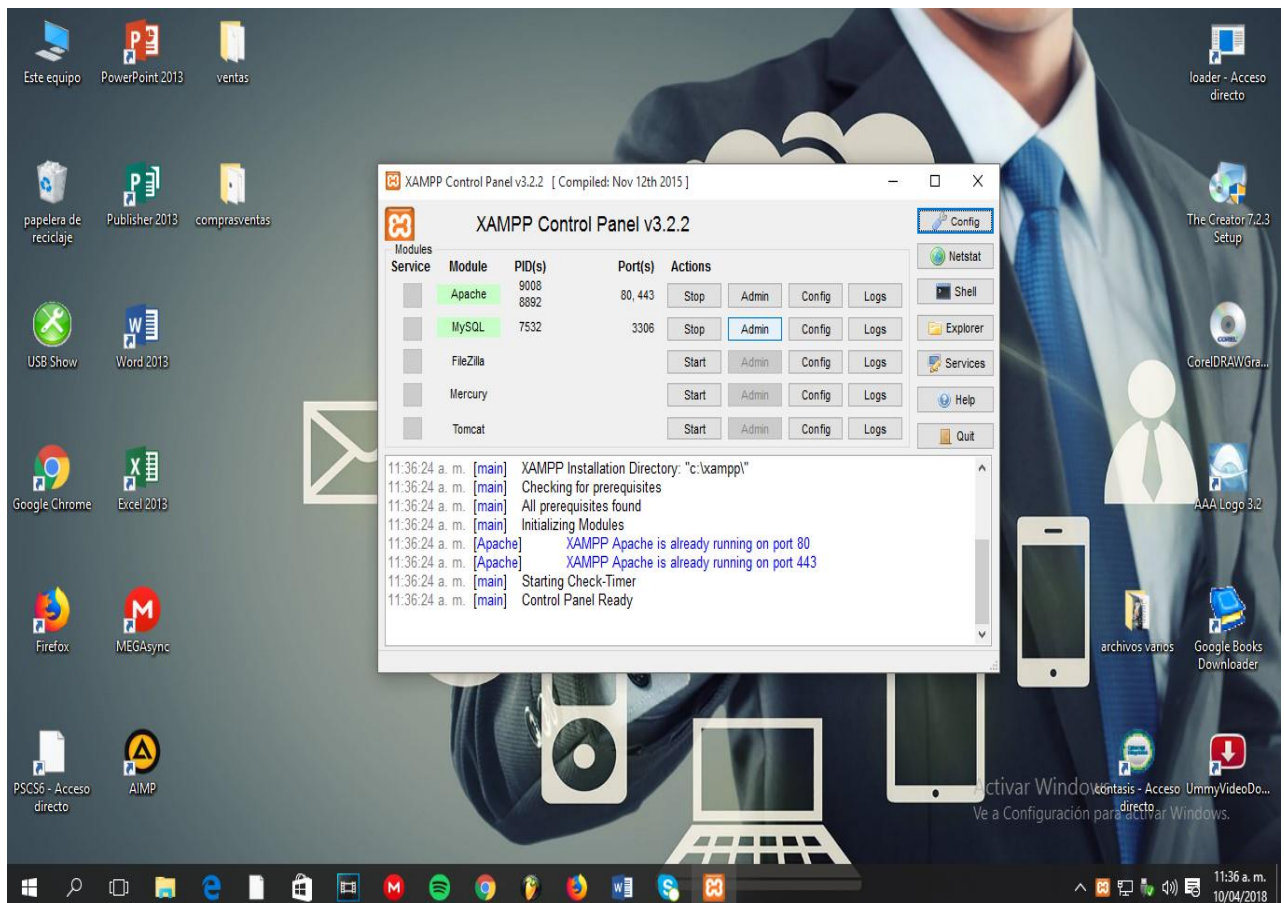 Este equipo
PowerPoint 2013
ventas
loader - Acceso
directo
papelera de
reciclaje
Publisher 2013
comprasventas
The Creator 7.2.3
Setup
USB Show
Word 2013
CorelDRAWGra...
Google Chrome
Excel 2013
AAA Logo 3.2
Firefox
MEGAsync
archivos varios
Google Books
Downloader
PSCS6 - Acceso
directo
AIMP
contasis - Acceso
directo
UmmyVideoDo...
XAMPP Control Panel v3.2.2 [ Compiled: Nov 12th 2015 ]
XAMPP Control Panel v3.2.2
Config
Modules
Service Module PID(s) Port(s) Actions
Netstat
Apache 9008
8892 80, 443 Stop Admin Config Logs
Shell
MySQL 7532 3306 Stop Admin Config Logs
Explorer
FileZilla Start Admin Config Logs
Services
Mercury Start Admin Config Logs
Help
Tomcat Start Admin Config Logs
Quit
11:36:24 a. m. [main] XAMPP Installation Directory: "c:\xampp\"
11:36:24 a. m. [main] Checking for prerequisites
11:36:24 a. m. [main] All prerequisites found
11:36:24 a. m. [main] Initializing Modules
11:36:24 a. m. [Apache] XAMPP Apache is already running on port 80
11:36:24 a. m. [Apache] XAMPP Apache is already running on port 443
11:36:24 a. m. [main] Starting Check-Timer
11:36:24 a. m. [main] Control Panel Ready
Activar Windows
Ve a Configuración para activar Windows.
11:36 a. m.
10/04/2018